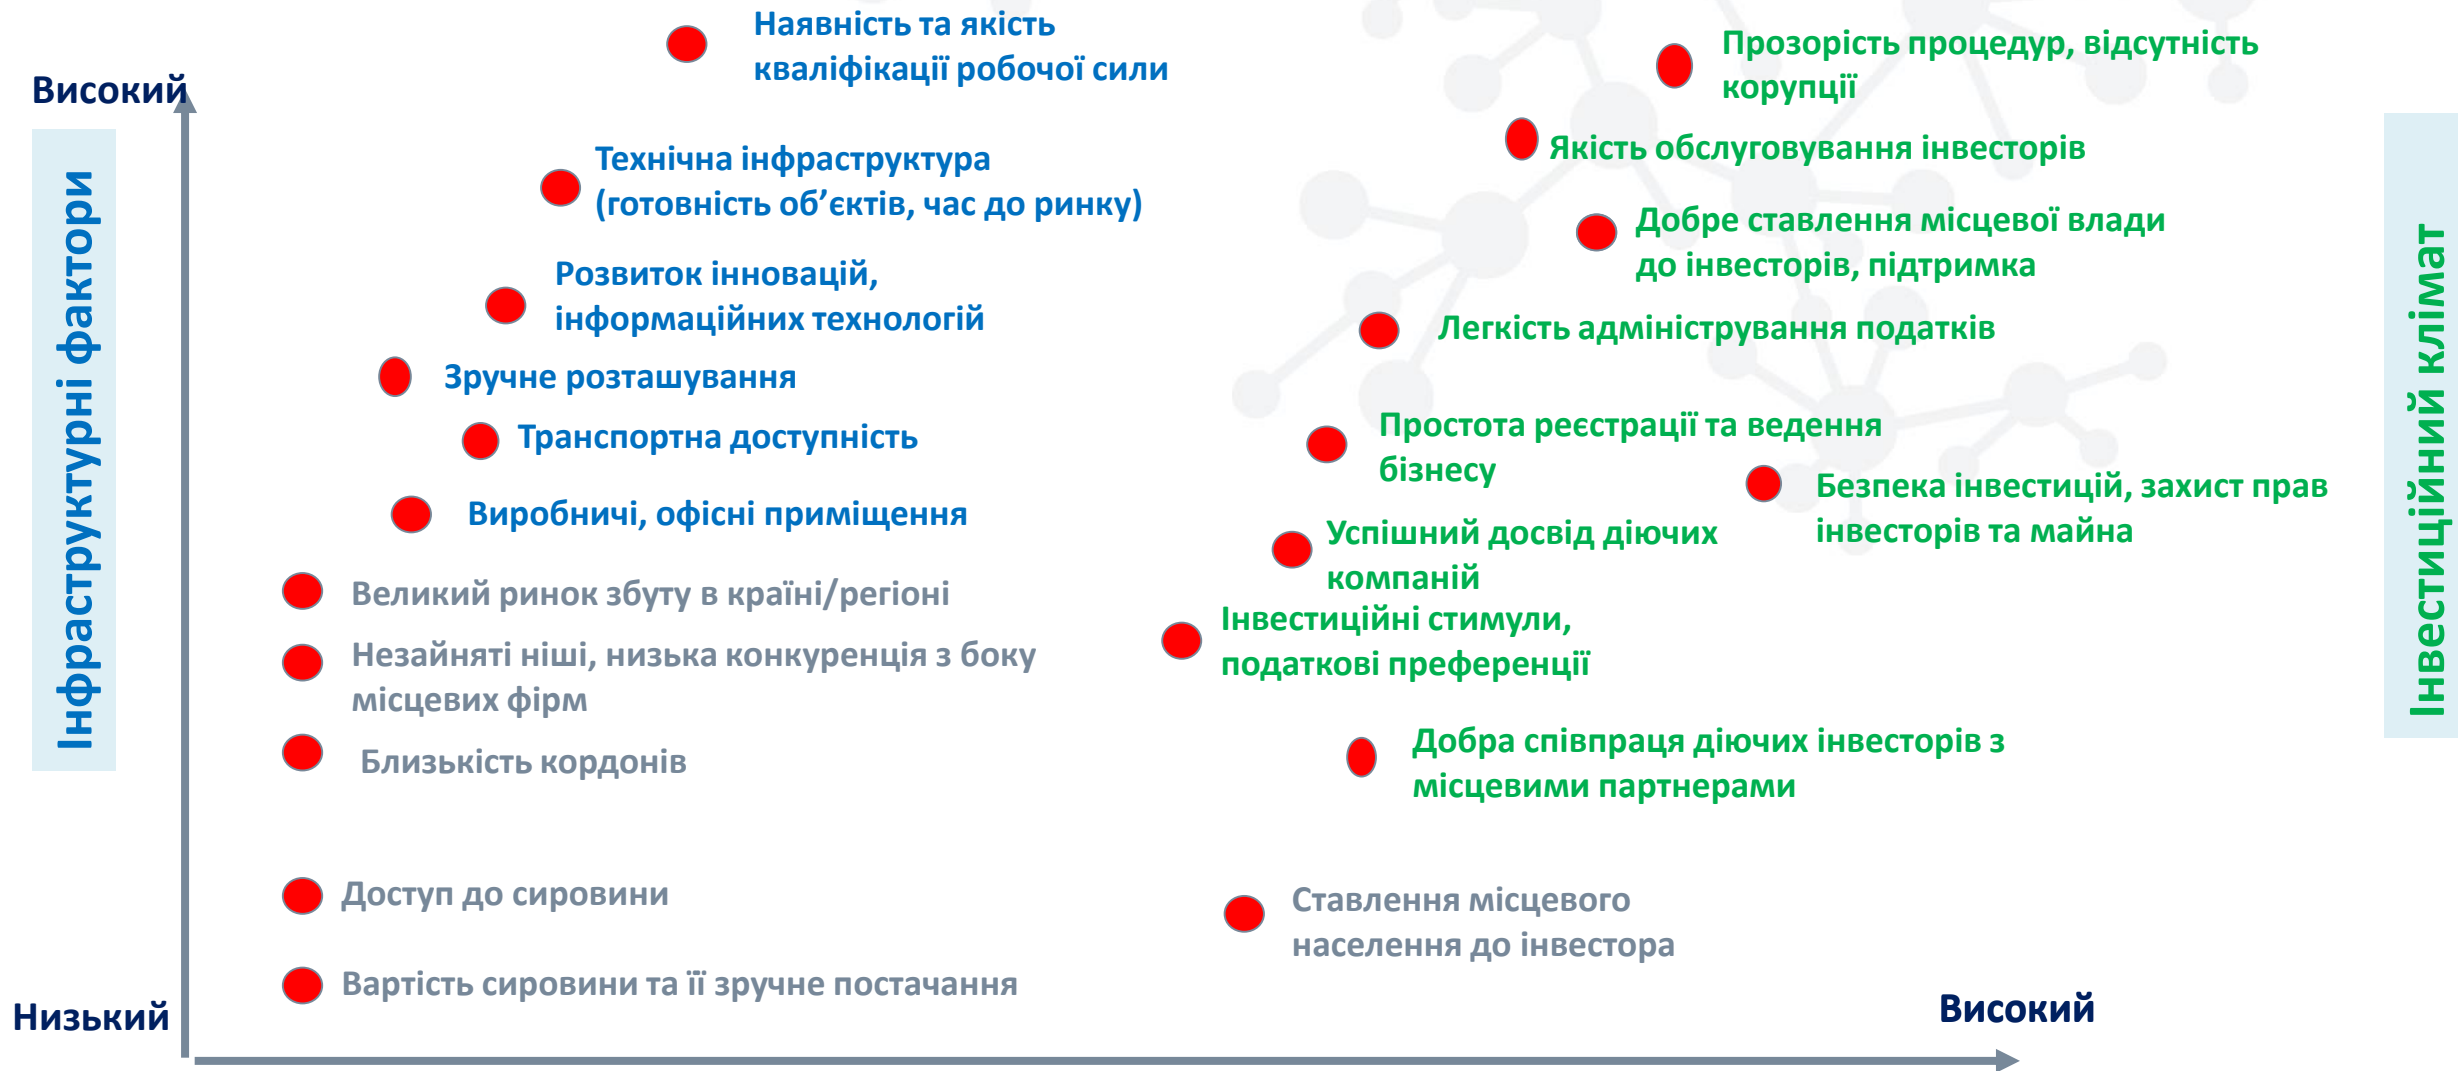 Високий
Інфраструктурні фактори
Низький
Наявність та якість
кваліфікації робочої сили
Технічна інфраструктура
(готовність об’єктів, час до ринку)
Розвиток інновацій,
інформаційних технологій
Зручне розташування
Транспортна доступність
Виробничі, офісні приміщення
Великий ринок збуту в країні/регіоні
Незайняті ніші, низька конкуренція з боку
місцевих фірм
Близькість кордонів
Доступ до сировини
Вартість сировини та її зручне постачання
Прозорість процедур, відсутність
корупції
Якість обслуговування інвесторів
Добре ставлення місцевої влади
до інвесторів, підтримка
Легкість адміністрування податків
Простота реєстрації та ведення
бізнесу
Безпека інвестицій, захист прав
інвесторів та майна
Успішний досвід діючих
компаній
Інвестиційні стимули,
податкові преференції
Добра співпраця діючих інвесторів з
місцевими партнерами
Ставлення місцевого
населення до інвестора
Високий
Інвестиційний клімат